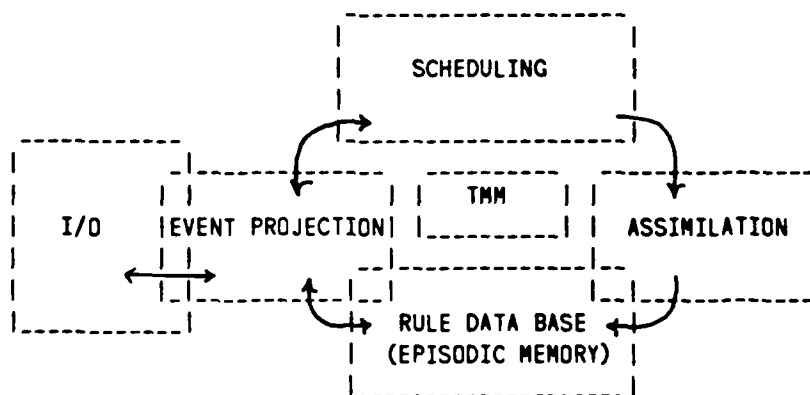 SCHEDULING
TMM
I/O
EVENT PROJECTION
ASSIMILATION
RULE DATA BASE
(EPISODIC MEMORY)